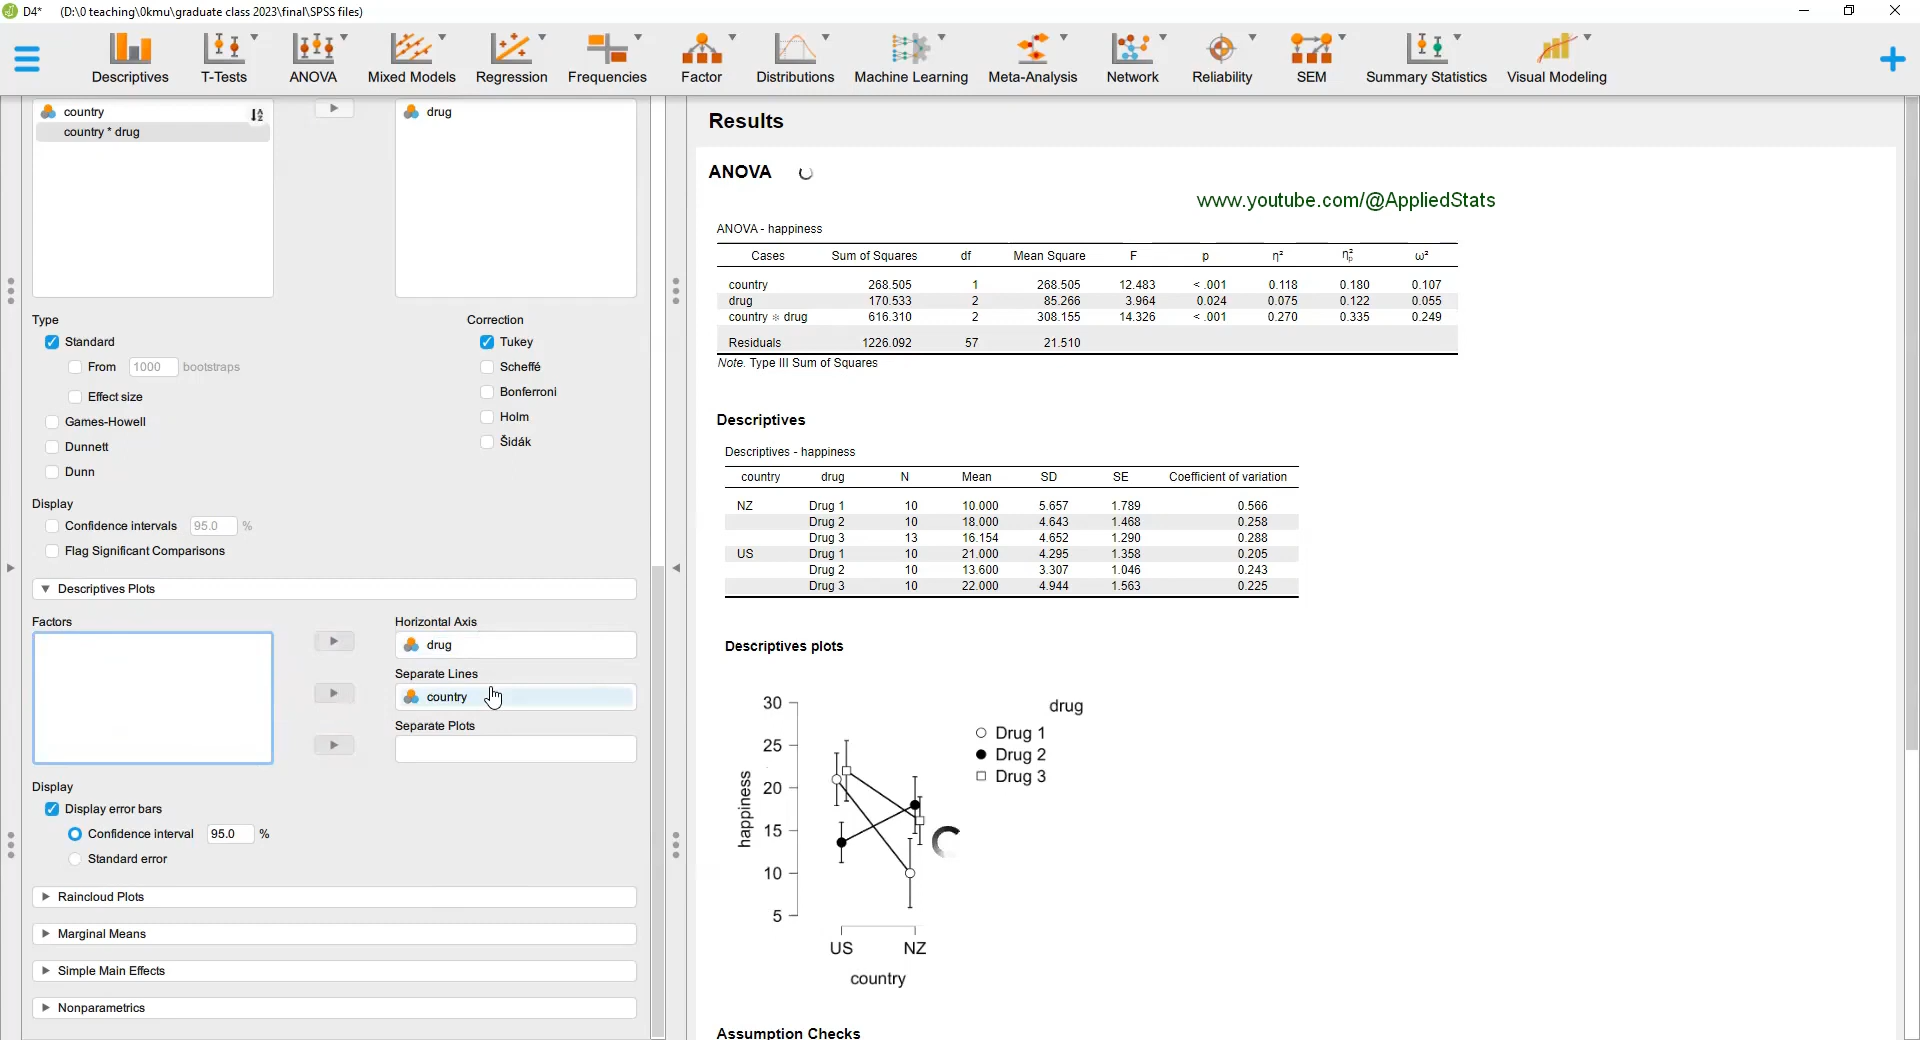 D4* (D:\0 teaching\0kmu\graduate class 2023\final\SPSS files)
Descriptives T-Tests ANOVA Mixed Models Regression Frequencies Factor Distributions Machine Learning Meta-Analysis Network Reliability SEM Summary Statistics Visual Modeling
country
country * drug
drug
Type
Standard
From 1000 bootstraps
Effect size
Games-Howell
Dunnett
Dunn
Correction
Tukey
Scheffé
Bonferroni
Holm
Šidák
Display
Confidence intervals 95.0 %
Flag Significant Comparisons
Descriptives Plots
Factors
Horizontal Axis
drug
Separate Lines
country
Separate Plots
Display
Display error bars
Confidence interval 95.0 %
Standard error
Raincloud Plots
Marginal Means
Simple Main Effects
Nonparametrics
Results
ANOVA
www.youtube.com/@AppliedStats
ANOVA - happiness
Cases Sum of Squares df Mean Square F p η² η²p ω²
country 268.505 1 268.505 12.483 < .001 0.118 0.180 0.107
drug 170.533 2 85.266 3.964 0.024 0.075 0.122 0.055
country ✻ drug 616.310 2 308.155 14.326 < .001 0.270 0.335 0.249
Residuals 1226.092 57 21.510
Note. Type III Sum of Squares
Descriptives
Descriptives - happiness
country drug N Mean SD SE Coefficient of variation
NZ Drug 1 10 10.000 5.657 1.789 0.566
Drug 2 10 18.000 4.643 1.468 0.258
Drug 3 13 16.154 4.652 1.290 0.288
US Drug 1 10 21.000 4.295 1.358 0.205
Drug 2 10 13.600 3.307 1.046 0.243
Drug 3 10 22.000 4.944 1.563 0.225
Descriptives plots
30
25
20
15
10
5
happiness
US NZ
country
drug
Drug 1
Drug 2
Drug 3
Assumption Checks